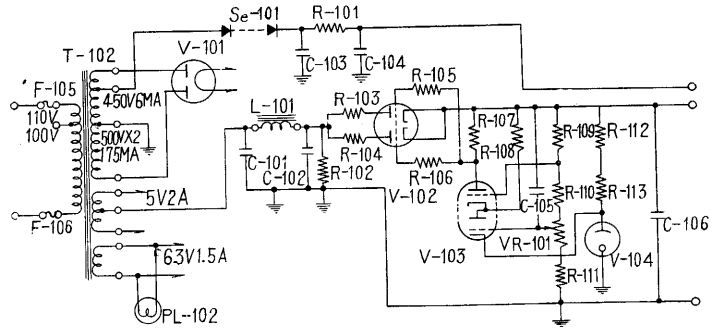 Se-101
R-101
C-103
C-104
T-102
V-101
F-105
110V
100V
450V6MA
500VX2
175MA
F-106
5V2A
6.3V1.5A
PL-102
L-101
C-101
C-102
R-102
R-103
R-104
R-105
R-106
V-102
R-107
R-108
V-103
C-105
VR-101
R-109
R-110
R-111
R-112
R-113
V-104
C-106